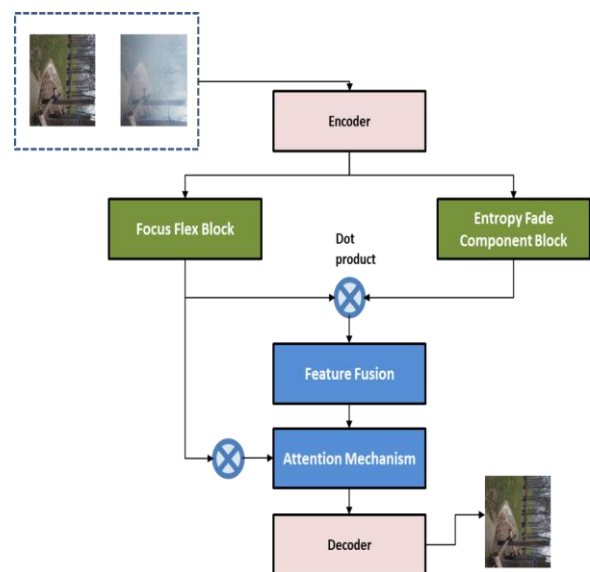 Encoder
Focus Flex Block
Entropy Fade
Component Block
Dot
product
Feature Fusion
Attention Mechanism
Decoder